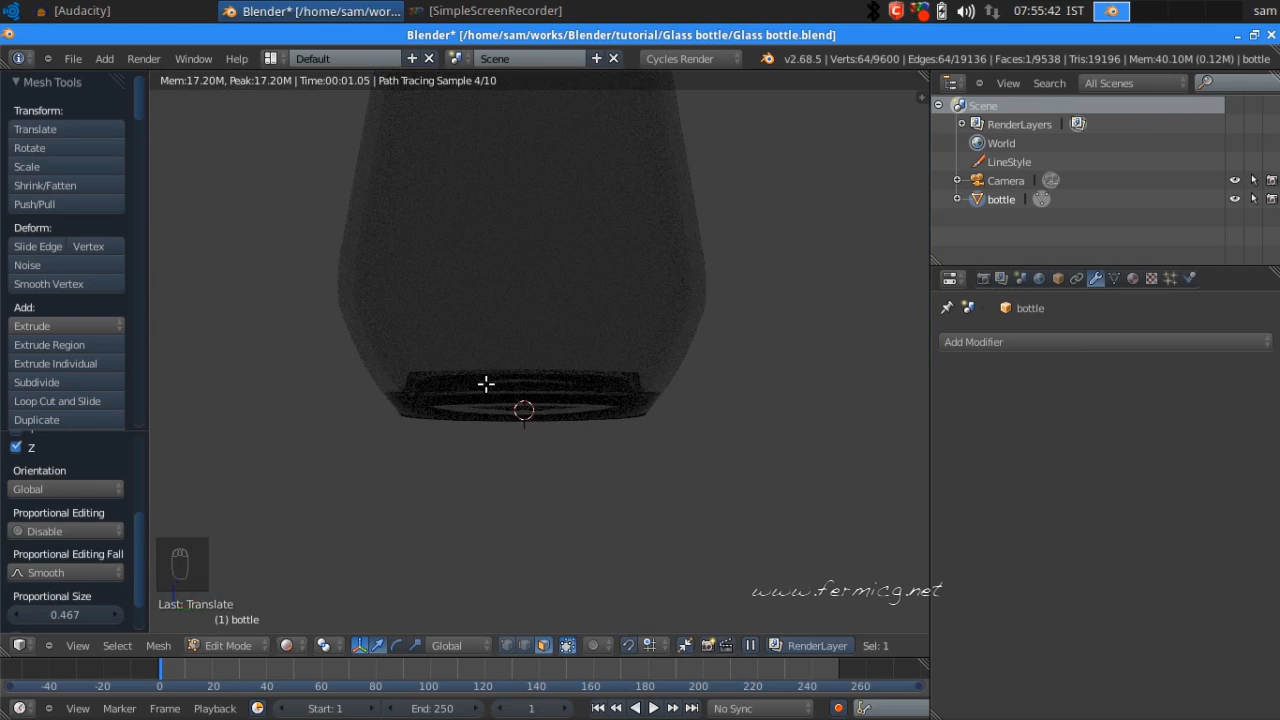 [Audacity]
Blender* [/home/sam/wor...
[SimpleScreenRecorder]
07:55:42 IST
sam
Blender* [/home/sam/works/Blender/tutorial/Glass bottle/Glass bottle.blend]
File Add Render Window Help
Default
Scene
Cycles Render
v2.68.5 | Verts:64/9600 | Edges:64/19136 | Faces:1/9538 | Tris:19196 | Mem:40.10M (0.12M) | bottle
Mesh Tools
Mem:17.20M, Peak:17.20M | Time:00:01.05 | Path Tracing Sample 4/10
View Search All Scenes
Transform:
Translate
Rotate
Scale
Shrink/Fatten
Push/Pull
Deform:
Slide Edge Vertex
Noise
Smooth Vertex
Add:
Extrude
Extrude Region
Extrude Individual
Subdivide
Loop Cut and Slide
Duplicate
Z
Orientation
Global
Proportional Editing
Disable
Proportional Editing Fall
Smooth
Proportional Size
0.467
Scene
RenderLayers
World
LineStyle
Camera
bottle
bottle
Add Modifier
www.fermicg.net
Last: Translate
(1) bottle
View Select Mesh Edit Mode Global RenderLayer Sel: 1
-40 -20 0 20 40 60 80 100 120 140 160 180 200 220 240 260
View Marker Frame Playback Start: 1 End: 250 1 No Sync